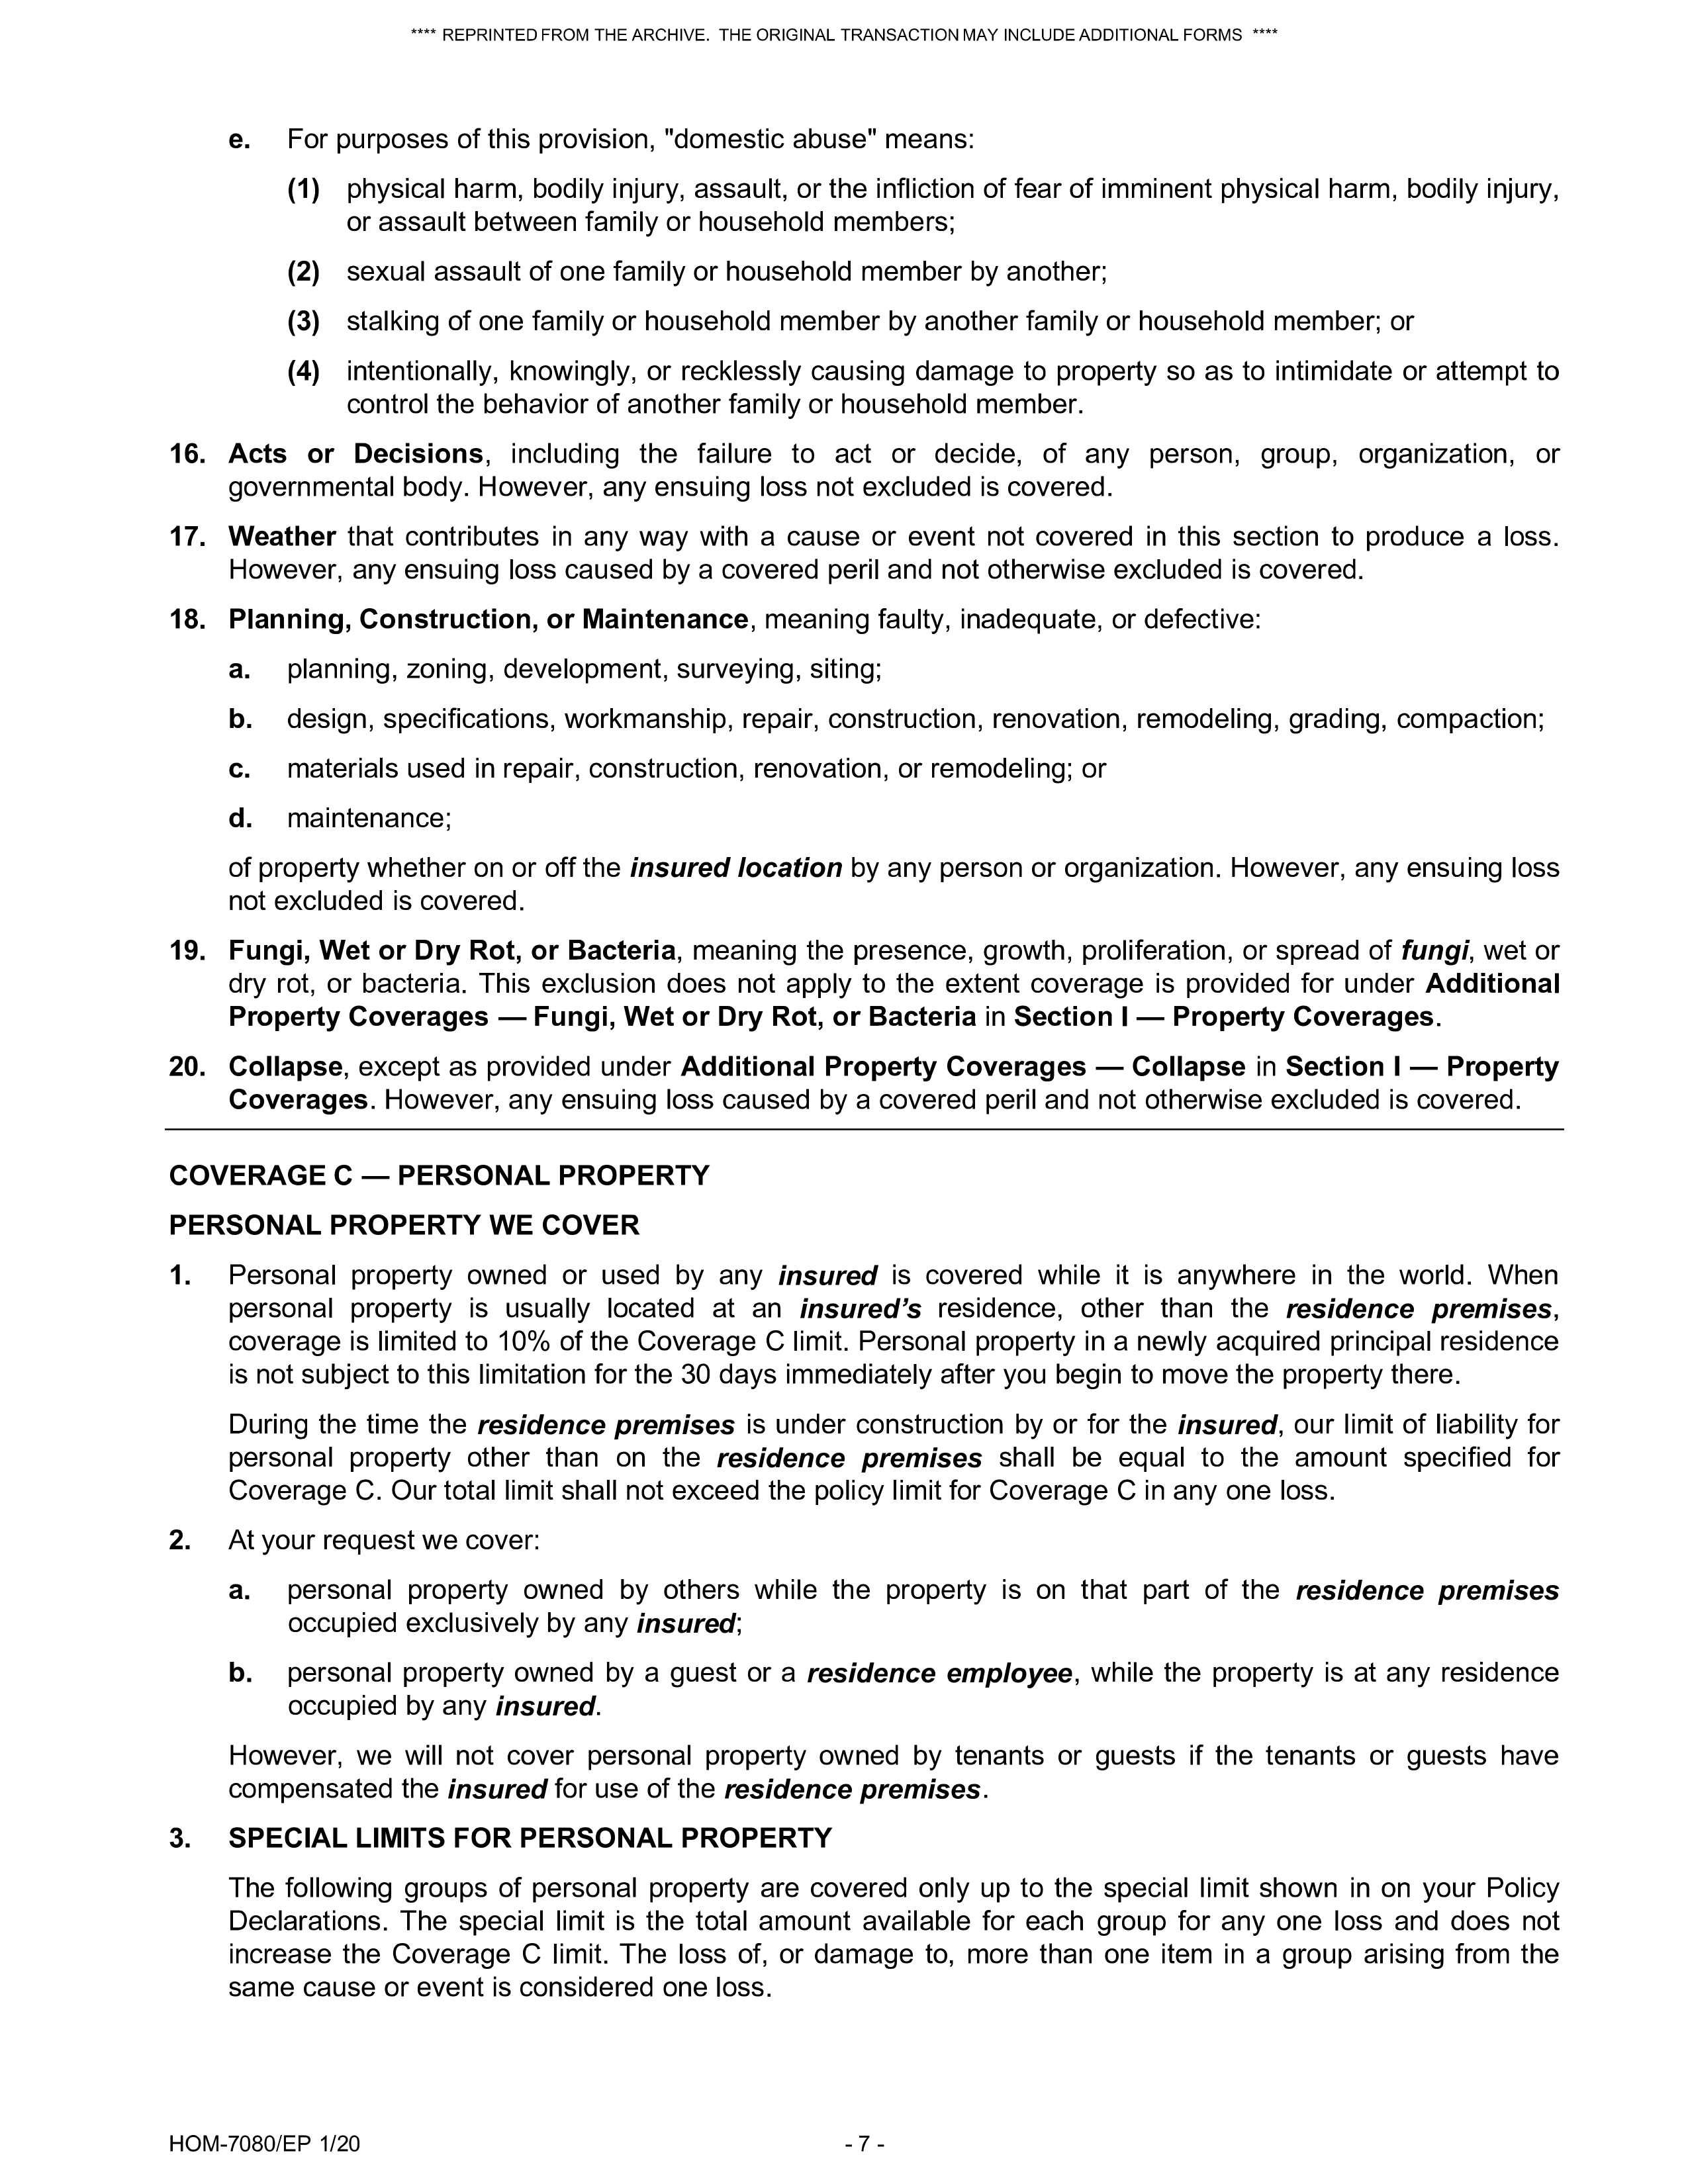 **** REPRINTED FROM THE ARCHIVE. THE ORIGINAL TRANSACTION MAY INCLUDE ADDITIONAL FORMS ****
e. For purposes of this provision, "domestic abuse" means:
(1) physical harm, bodily injury, assault, or the infliction of fear of imminent physical harm, bodily injury,
or assault between family or household members;
(2) sexual assault of one family or household member by another;
(3) stalking of one family or household member by another family or household member; or
(4) intentionally, knowingly, or recklessly causing damage to property so as to intimidate or attempt to
control the behavior of another family or household member.
16. Acts or Decisions, including the failure to act or decide, of any person, group, organization, or
governmental body. However, any ensuing loss not excluded is covered.
17. Weather that contributes in any way with a cause or event not covered in this section to produce a loss.
However, any ensuing loss caused by a covered peril and not otherwise excluded is covered.
18. Planning, Construction, or Maintenance, meaning faulty, inadequate, or defective:
a. planning, zoning, development, surveying, siting;
b. design, specifications, workmanship, repair, construction, renovation, remodeling, grading, compaction;
c. materials used in repair, construction, renovation, or remodeling; or
d. maintenance;
of property whether on or off the insured location by any person or organization. However, any ensuing loss
not excluded is covered.
19. Fungi, Wet or Dry Rot, or Bacteria, meaning the presence, growth, proliferation, or spread of fungi, wet or
dry rot, or bacteria. This exclusion does not apply to the extent coverage is provided for under Additional
Property Coverages — Fungi, Wet or Dry Rot, or Bacteria in Section I — Property Coverages.
20. Collapse, except as provided under Additional Property Coverages — Collapse in Section I — Property
Coverages. However, any ensuing loss caused by a covered peril and not otherwise excluded is covered.
COVERAGE C — PERSONAL PROPERTY
PERSONAL PROPERTY WE COVER
1. Personal property owned or used by any insured is covered while it is anywhere in the world. When
personal property is usually located at an insured's residence, other than the residence premises,
coverage is limited to 10% of the Coverage C limit. Personal property in a newly acquired principal residence
is not subject to this limitation for the 30 days immediately after you begin to move the property there.
During the time the residence premises is under construction by or for the insured, our limit of liability for
personal property other than on the residence premises shall be equal to the amount specified for
Coverage C. Our total limit shall not exceed the policy limit for Coverage C in any one loss.
2. At your request we cover:
a. personal property owned by others while the property is on that part of the residence premises
occupied exclusively by any insured;
b. personal property owned by a guest or a residence employee, while the property is at any residence
occupied by any insured.
However, we will not cover personal property owned by tenants or guests if the tenants or guests have
compensated the insured for use of the residence premises.
3. SPECIAL LIMITS FOR PERSONAL PROPERTY
The following groups of personal property are covered only up to the special limit shown in on your Policy
Declarations. The special limit is the total amount available for each group for any one loss and does not
increase the Coverage C limit. The loss of, or damage to, more than one item in a group arising from the
same cause or event is considered one loss.
HOM-7080/EP 1/20 - 7 -